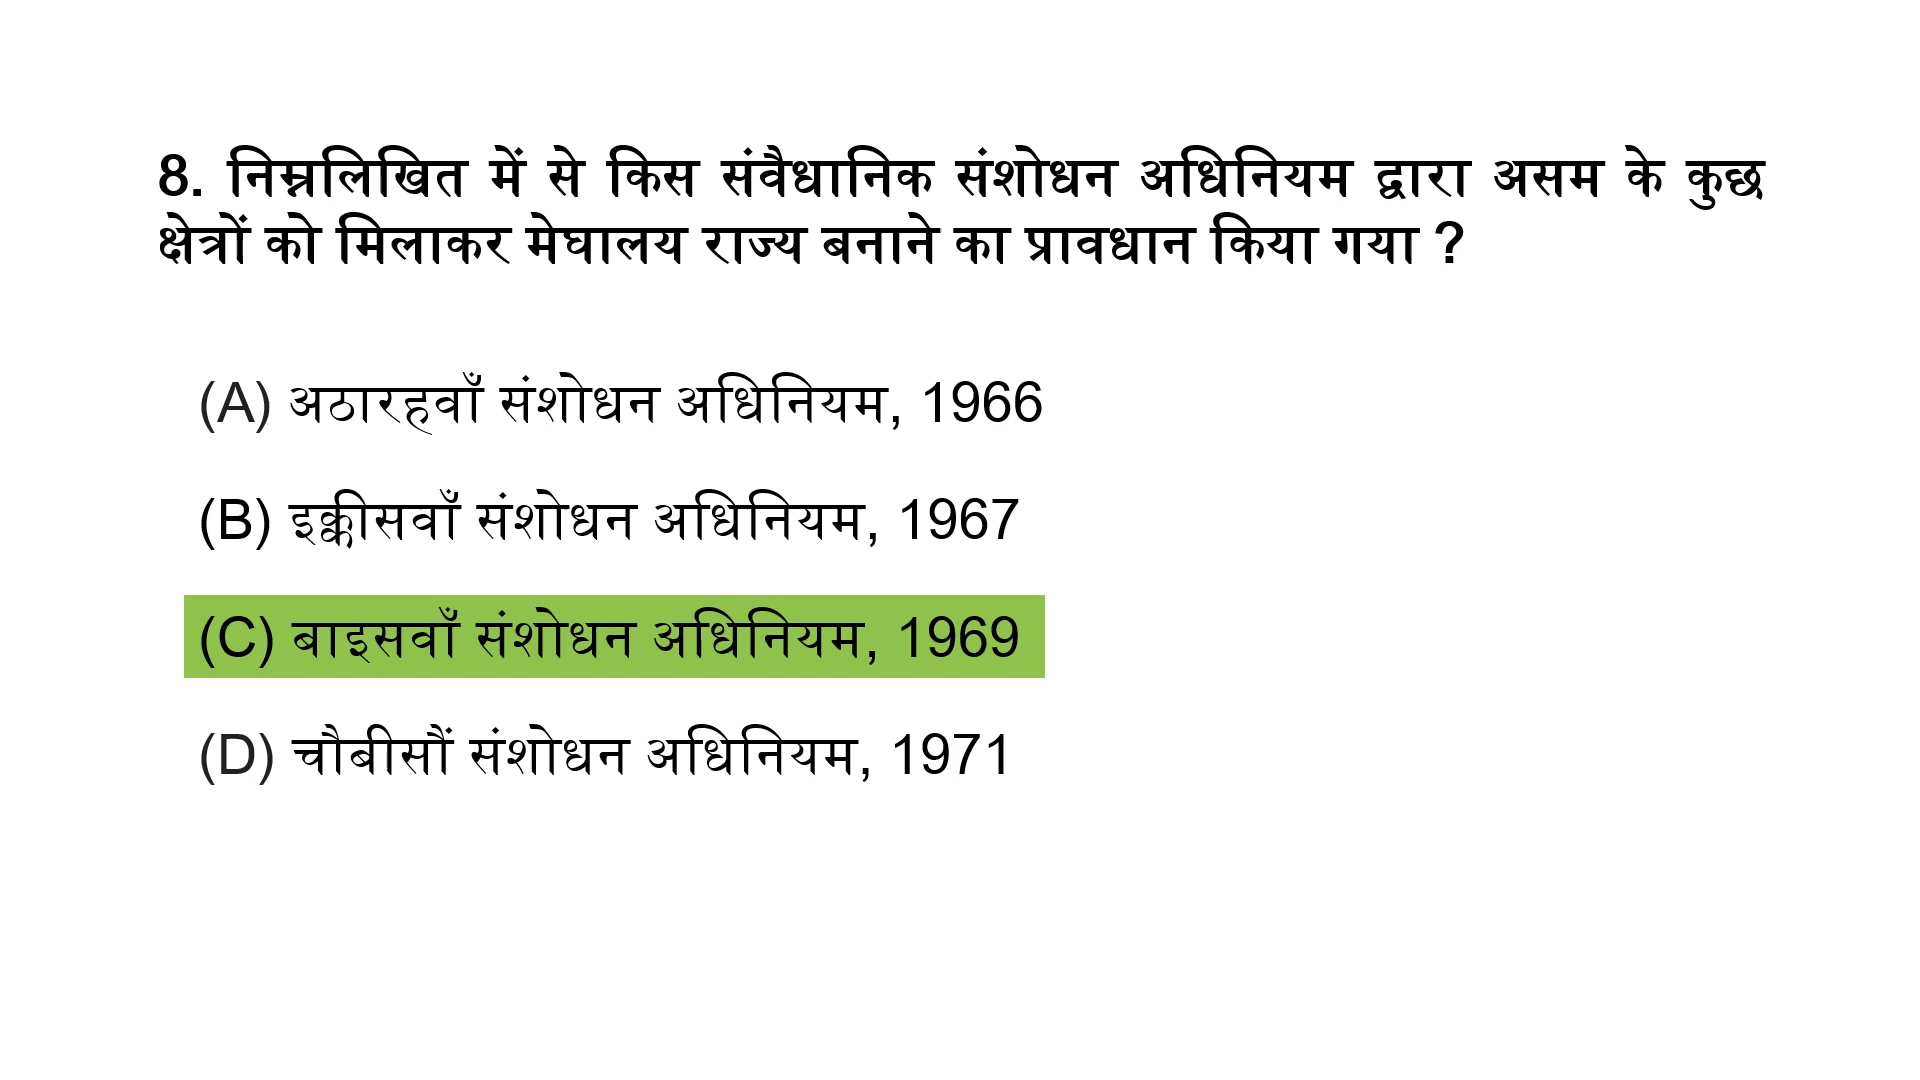 8. निम्नलिखित में से किस संवैधानिक संशोधन अधिनियम द्वारा असम के कुछ
क्षेत्रों को मिलाकर मेघालय राज्य बनाने का प्रावधान किया गया ?
(A) अठारहवाँ संशोधन अधिनियम, 1966
(B) इक्कीसवाँ संशोधन अधिनियम, 1967
(C) बाइसवाँ संशोधन अधिनियम, 1969
(D) चौबीसौं संशोधन अधिनियम, 1971